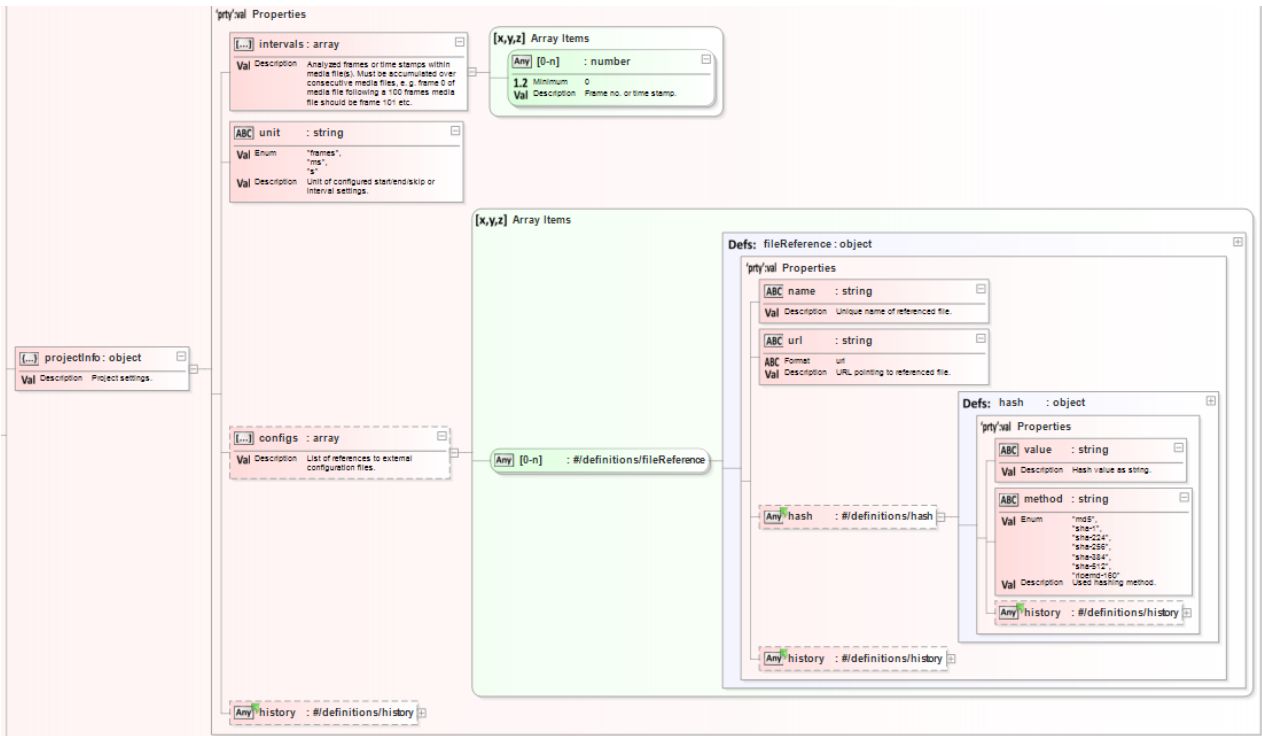 'prty':val Properties
[...] intervals : array
Val Description Analyzed frames or time stamps within
media file(s). Must be accumulated over
consecutive media files, e. g. frame 0 of
media file following a 100 frames media
file should be frame 101 etc.
[x,y,z] Array Items
Any [0-n] : number
1.2 Minimum 0
Val Description Frame no. or time stamp.
ABC unit : string
Val Enum "frames",
"ms",
"s"
Val Description Unit of configured start/end/skip or
interval settings.
[x,y,z] Array Items
Defs: fileReference : object
'prty':val Properties
ABC name : string
Val Description Unique name of referenced file.
ABC url : string
ABC Format url
Val Description URL pointing to referenced file.
{...} projectInfo : object
Val Description Project settings.
Defs: hash : object
'prty':val Properties
[...] configs : array
Val Description List of references to external
configuration files.
Any [0-n] : #/definitions/fileReference
ABC value : string
Val Description Hash value as string.
ABC method : string
Val Enum "md5",
"sha-1",
"sha-224",
"sha-256",
"sha-384",
"sha-512",
"ripemd-160"
Val Description Used hashing method.
Any hash : #/definitions/hash
Any history : #/definitions/history
Any history : #/definitions/history
Any history : #/definitions/history